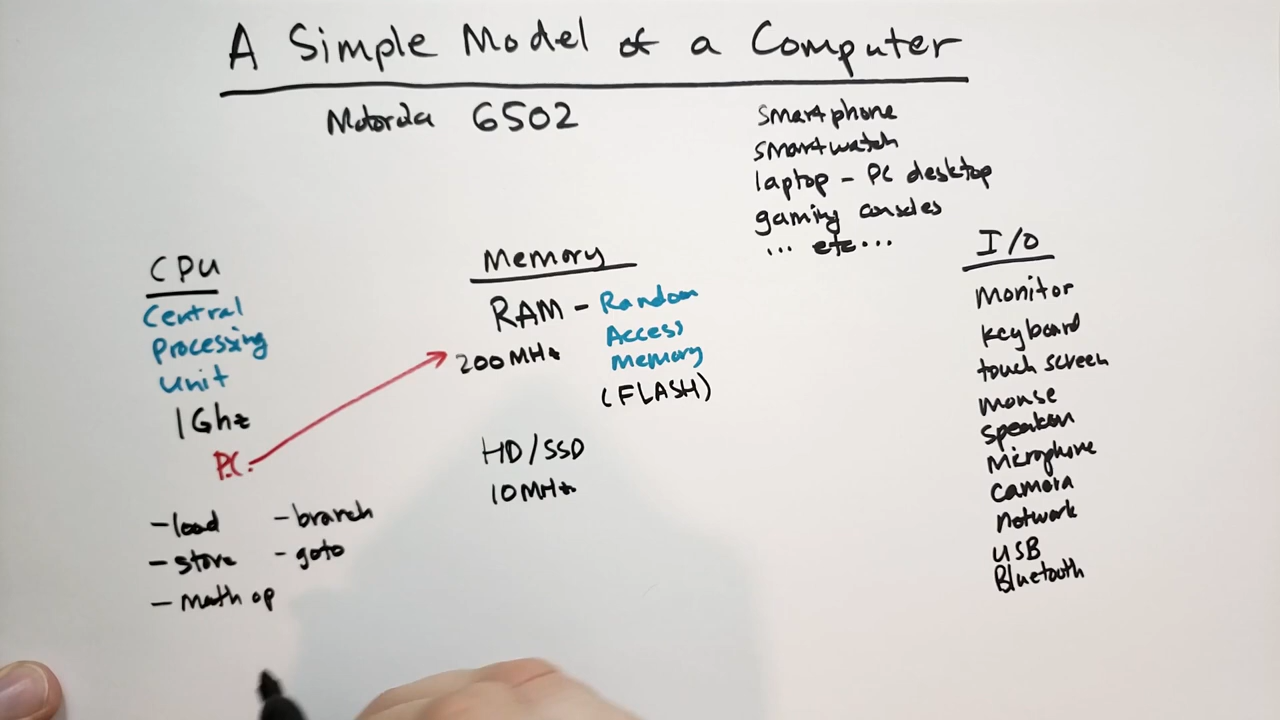 A Simple Model of a Computer
Motorola 6502
smartphone
smartwatch
laptop - PC desktop
gaming consoles
... etc ...
CPU
Central
Processing
Unit
1Ghz
P.C.
- load
- store
- math op
- branch
- goto
Memory
RAM - Random
Access
Memory
200MHz
(FLASH)
HD/SSD
10MHz
I/O
Monitor
keyboard
touch screen
mouse
speaker
Microphone
camera
network
USB
Bluetooth